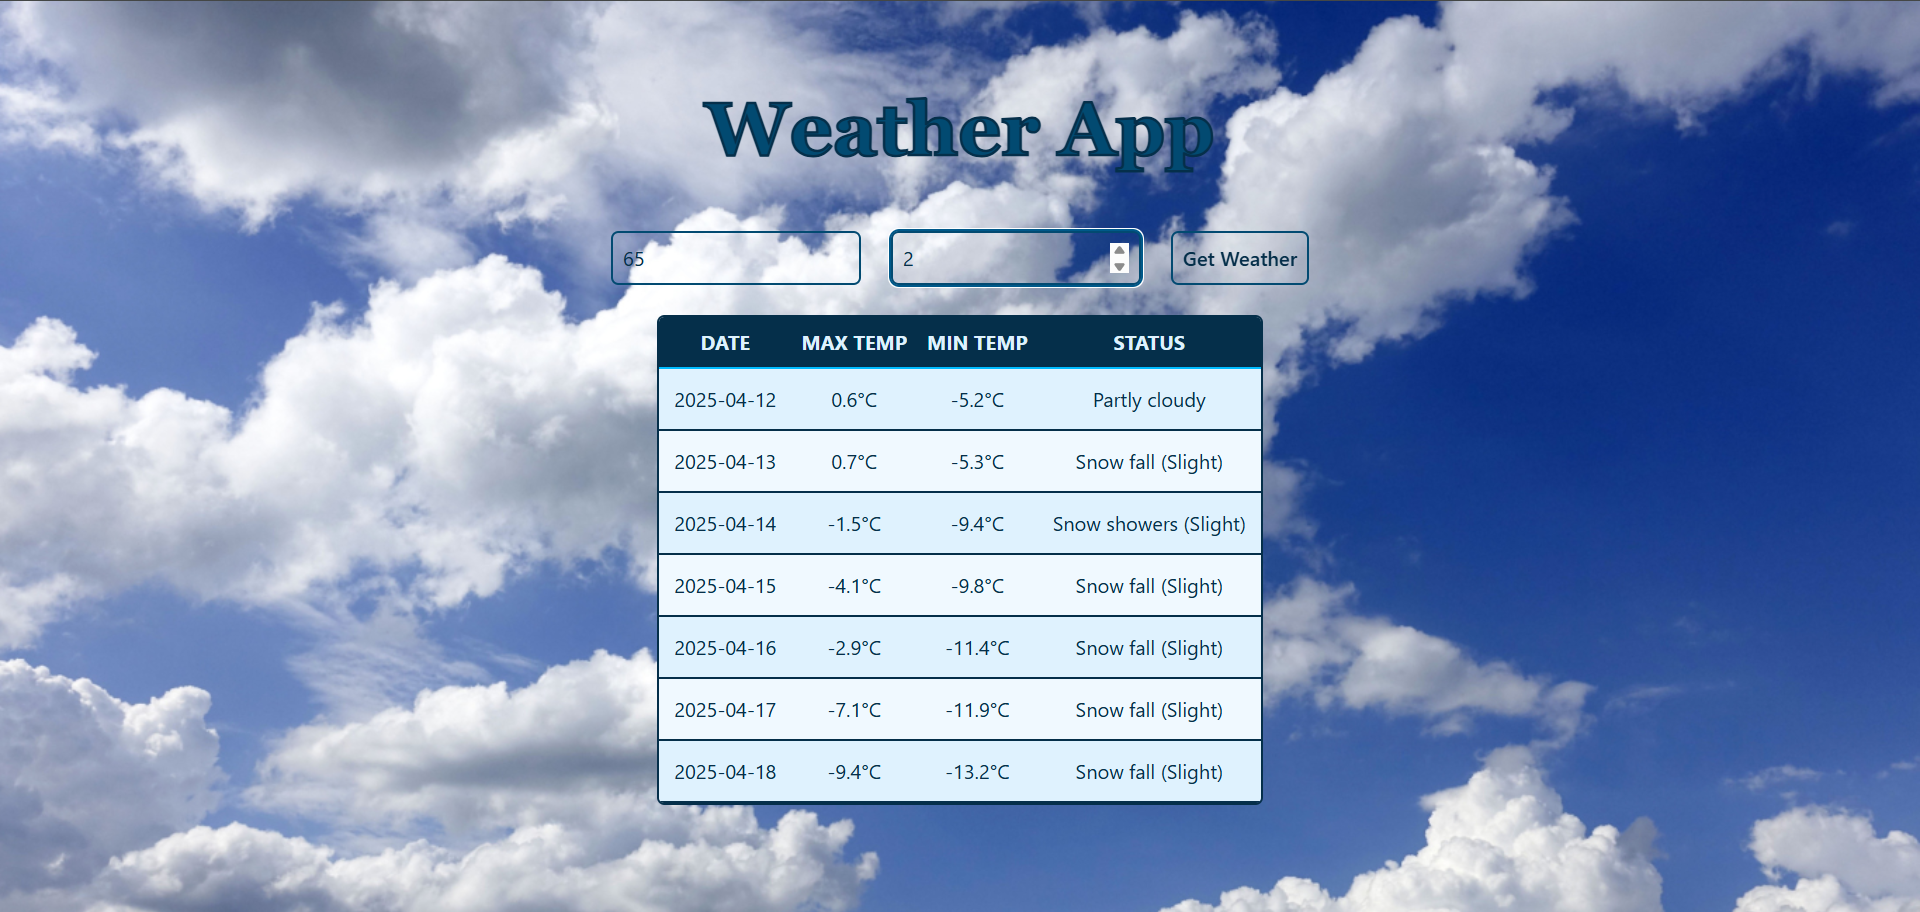 Weather App
65 2 Get Weather
DATE MAX TEMP MIN TEMP STATUS
2025-04-12 0.6°C -5.2°C Partly cloudy
2025-04-13 0.7°C -5.3°C Snow fall (Slight)
2025-04-14 -1.5°C -9.4°C Snow showers (Slight)
2025-04-15 -4.1°C -9.8°C Snow fall (Slight)
2025-04-16 -2.9°C -11.4°C Snow fall (Slight)
2025-04-17 -7.1°C -11.9°C Snow fall (Slight)
2025-04-18 -9.4°C -13.2°C Snow fall (Slight)